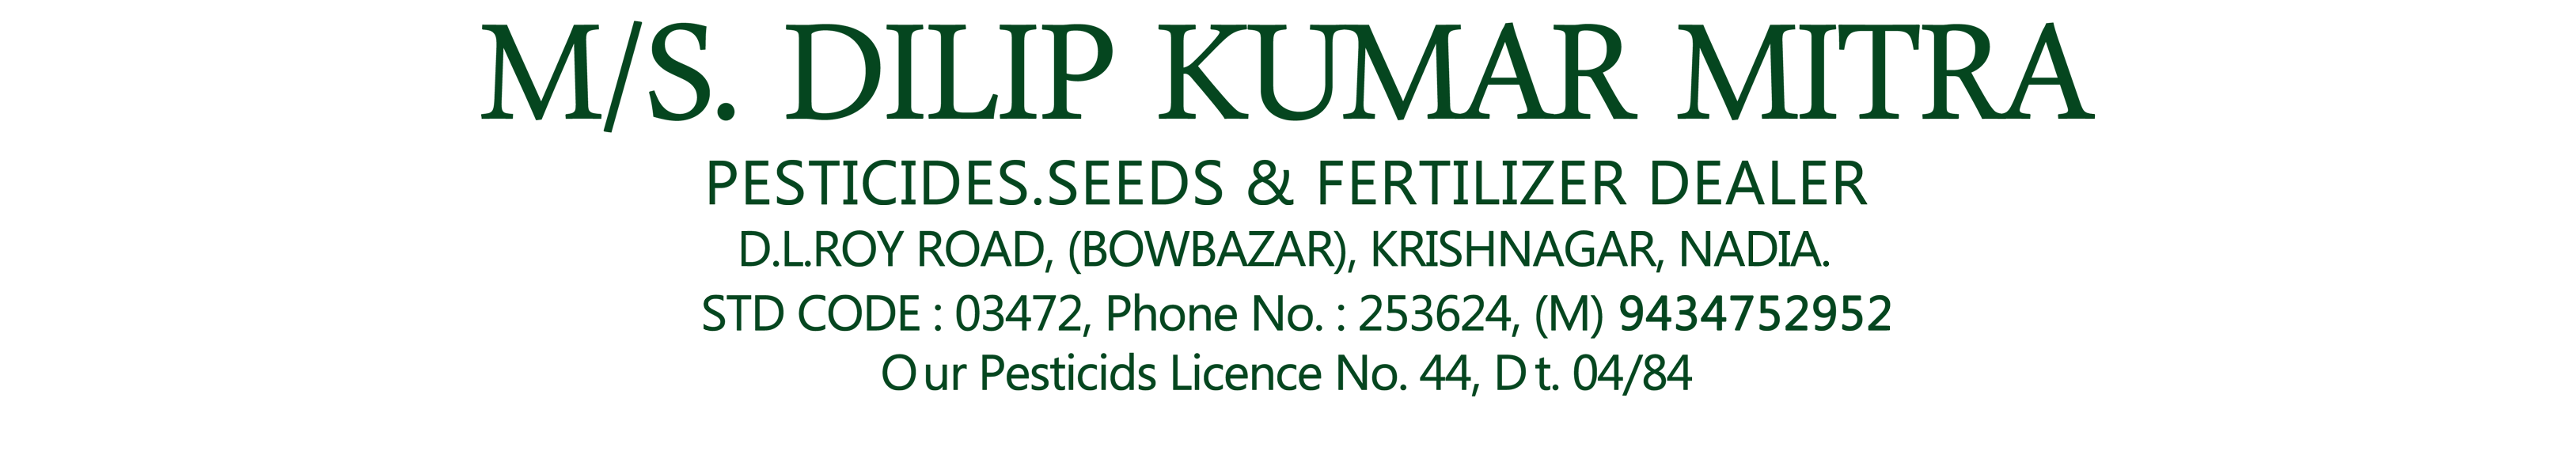 M/S. DILIP KUMAR MITRA
PESTICIDES.SEEDS & FERTILIZER DEALER
D.L.ROY ROAD, (BOWBAZAR), KRISHNAGAR, NADIA.
STD CODE : 03472, Phone No. : 253624, (M) 9434752952
Our Pesticids Licence No. 44, Dt. 04/84